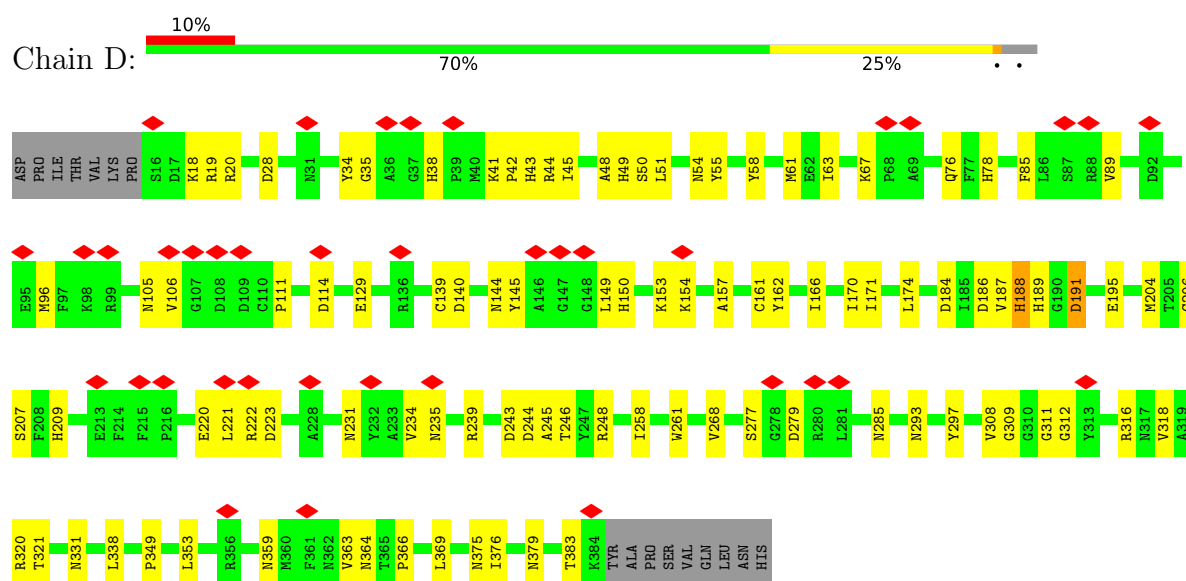 10%
Chain D:
70% 25% • •
ASP PRO ILE THR VAL LYS PRO S16 D17 K18 R19 R20 D28 N31 Y34 G35 A36 G37 H38 P39 M40 K41 P42 H43 R44 I45 A48 H49 S50 L51 N54 Y55 Y58 M61 E62 I63 K67 P68 A69 Q76 F77 H78 F85 L86 S87 R88 V89 D92
E95 M96 F97 K98 R99 N105 V106 G107 D108 D109 C110 P111 D114 E129 R136 C139 D140 N144 Y145 A146 G147 G148 L149 H150 K153 K154 A157 C161 Y162 I166 I170 I171 L174 D184 I185 D186 V187 H188 H189 G190 D191 E195 M204 T205
S207 F208 H209 E213 F214 F215 P216 E220 L221 R222 D223 A228 N231 Y232 A233 V234 N235 R239 D243 D244 A245 T246 Y247 R248 I258 W261 V268 S277 G278 D279 R280 L281 N285 N293 Y297 V308 G309 G310 G311 G312 Y313 R316 N317 V318 A319
R320 T321 N331 L338 P349 L353 R356 N359 M360 F361 N362 V363 N364 T365 P366 L369 N375 I376 N379 T383 K384 TYR ALA PRO SER VAL GLN LEU ASN HIS